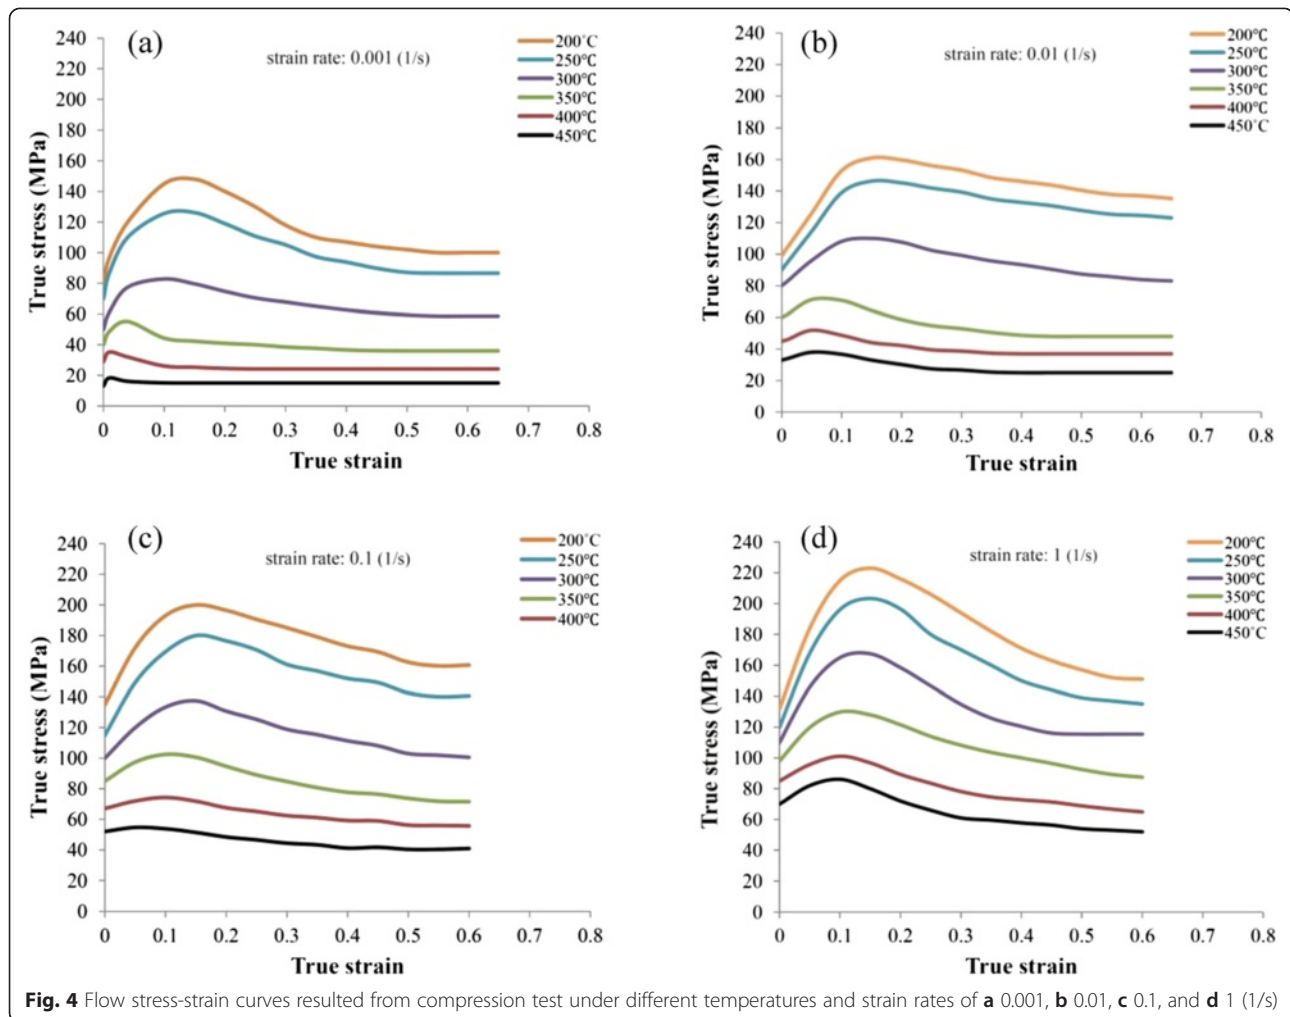 (a)
strain rate: 0.001 (1/s)
200˚C
250℃
300℃
350℃
400℃
450℃
240
220
200
180
160
140
120
100
80
60
40
20
0
True stress (MPa)
0 0.1 0.2 0.3 0.4 0.5 0.6 0.7 0.8
True strain
(b)
strain rate: 0.01 (1/s)
200℃
250℃
300℃
350℃
400℃
450˚C
240
220
200
180
160
140
120
100
80
60
40
20
0
True stress (MPa)
0 0.1 0.2 0.3 0.4 0.5 0.6 0.7 0.8
True strain
(c)
strain rate: 0.1 (1/s)
200˚C
250℃
300℃
350℃
400℃
240
220
200
180
160
140
120
100
80
60
40
20
0
True stress (MPa)
0 0.1 0.2 0.3 0.4 0.5 0.6 0.7 0.8
True strain
(d)
strain rate: 1 (1/s)
200℃
250℃
300℃
350℃
400℃
450˚C
240
220
200
180
160
140
120
100
80
60
40
20
0
True stress (MPa)
0 0.1 0.2 0.3 0.4 0.5 0.6 0.7 0.8
True strain
Fig. 4 Flow stress-strain curves resulted from compression test under different temperatures and strain rates of a 0.001, b 0.01, c 0.1, and d 1 (1/s)